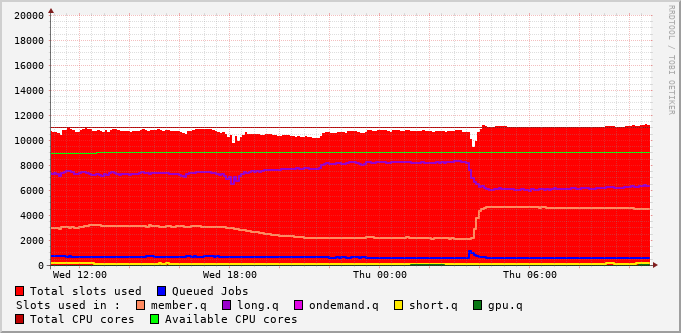 RRDTOOL / TOBI OETIKER
20000
18000
16000
14000
12000
10000
8000
6000
4000
2000
0
Wed 12:00 Wed 18:00 Thu 00:00 Thu 06:00
Total slots used Queued Jobs
Slots used in : member.q long.q ondemand.q short.q gpu.q
Total CPU cores Available CPU cores